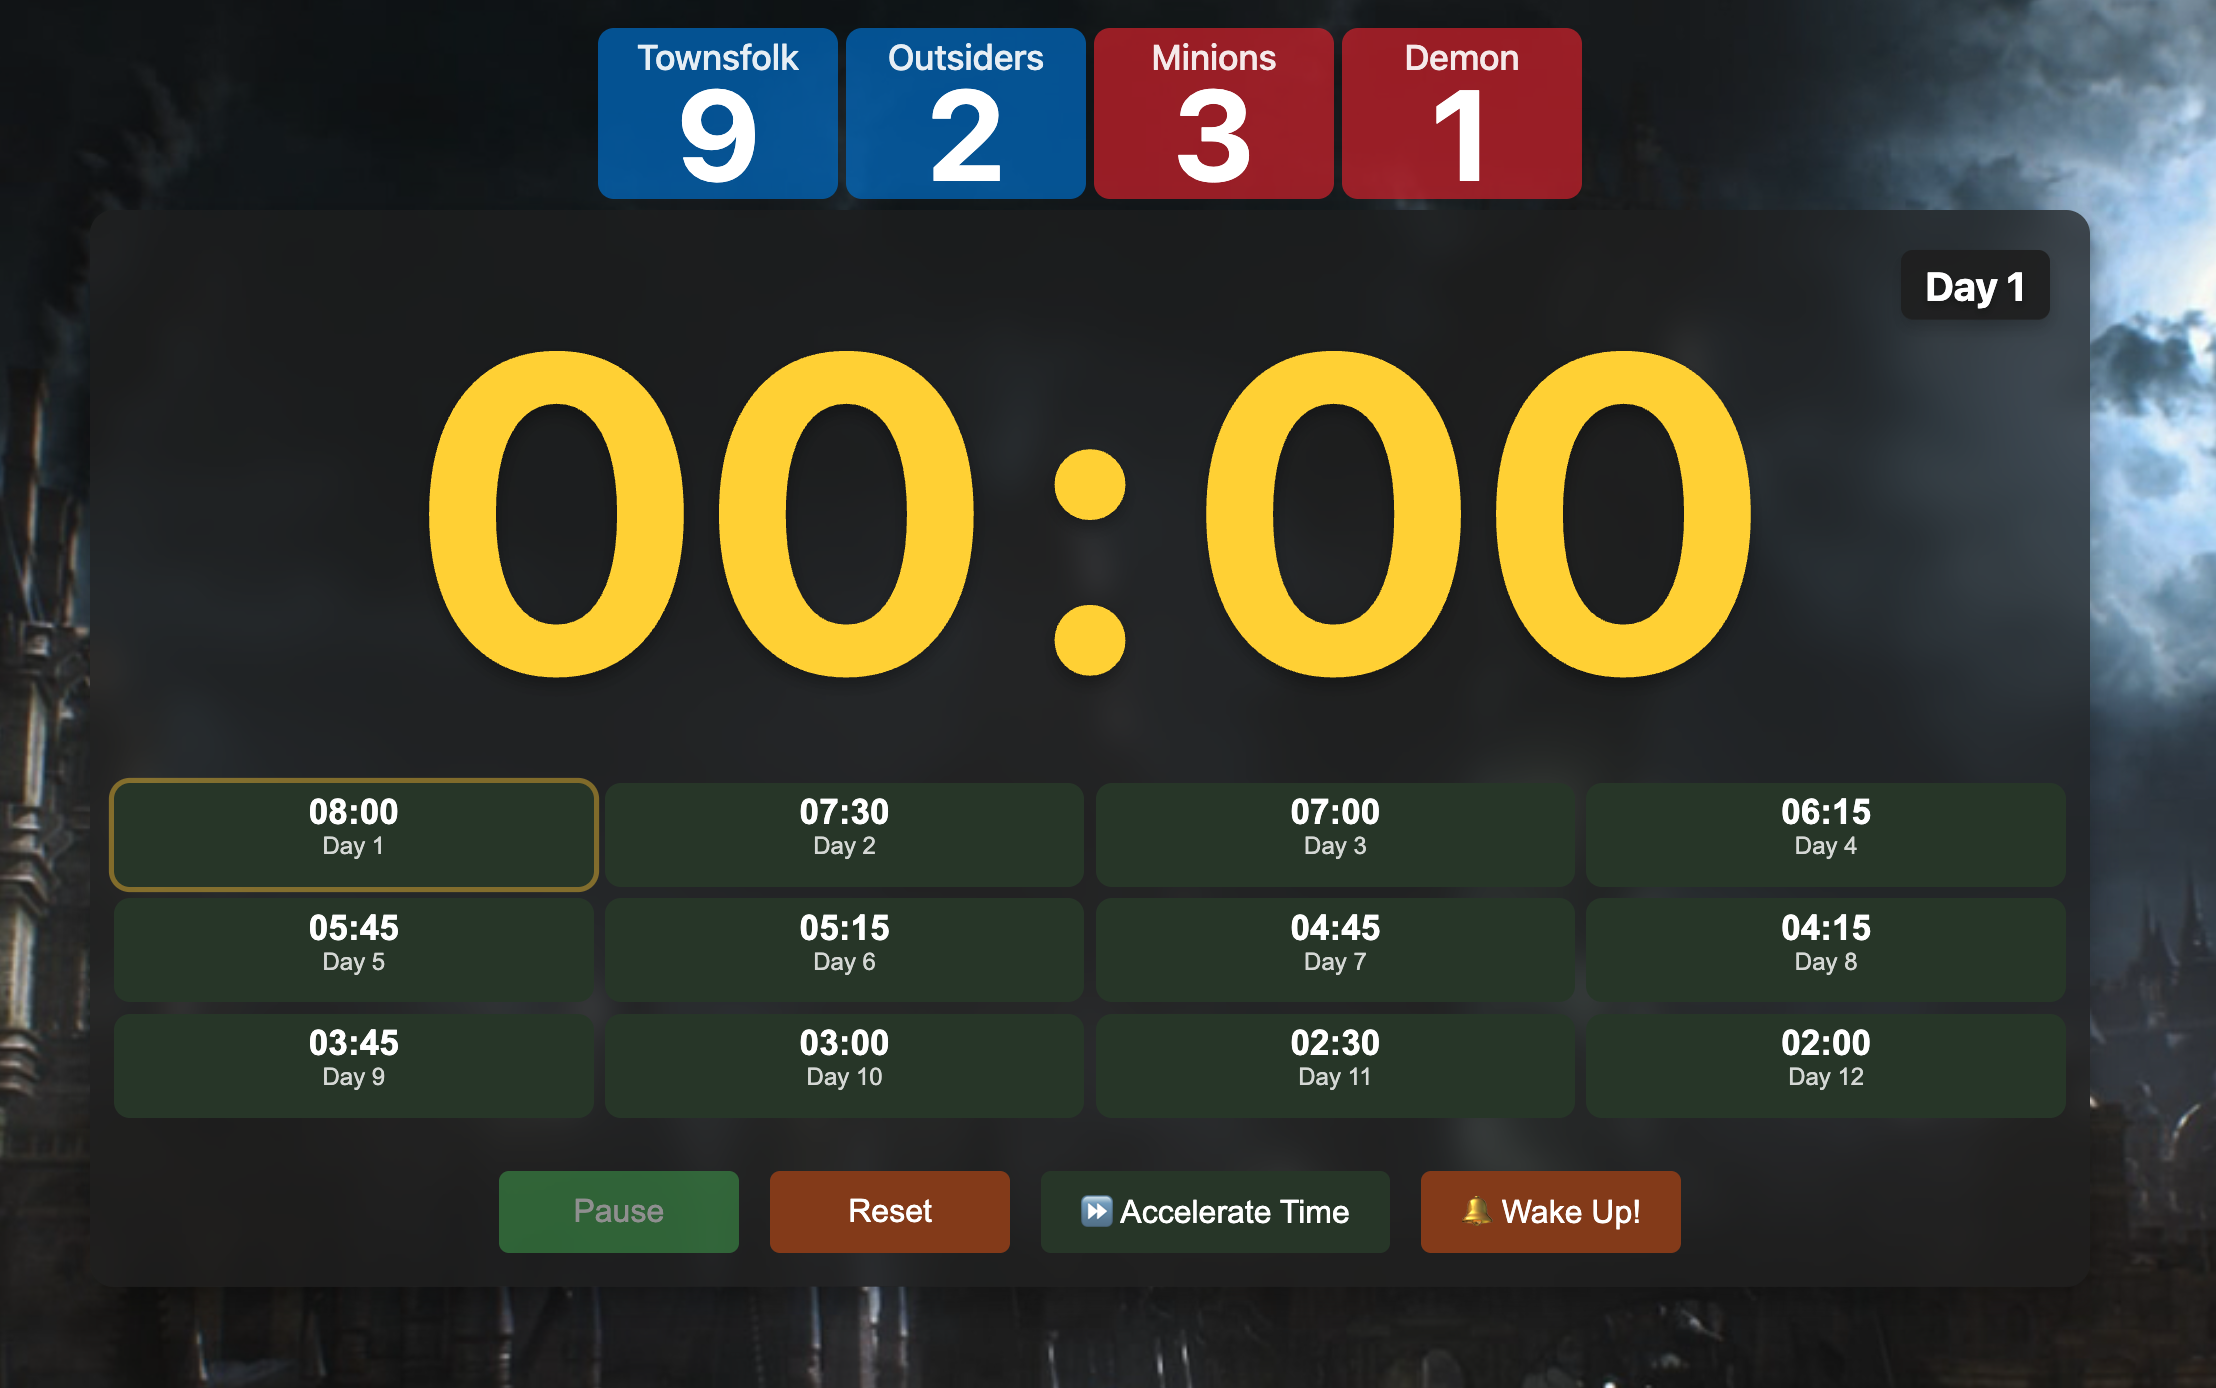 Townsfolk
9
Outsiders
2
Minions
3
Demon
1
Day 1
00:00
08:00
Day 1
07:30
Day 2
07:00
Day 3
06:15
Day 4
05:45
Day 5
05:15
Day 6
04:45
Day 7
04:15
Day 8
03:45
Day 9
03:00
Day 10
02:30
Day 11
02:00
Day 12
Pause
Reset
⏩ Accelerate Time
🔔 Wake Up!